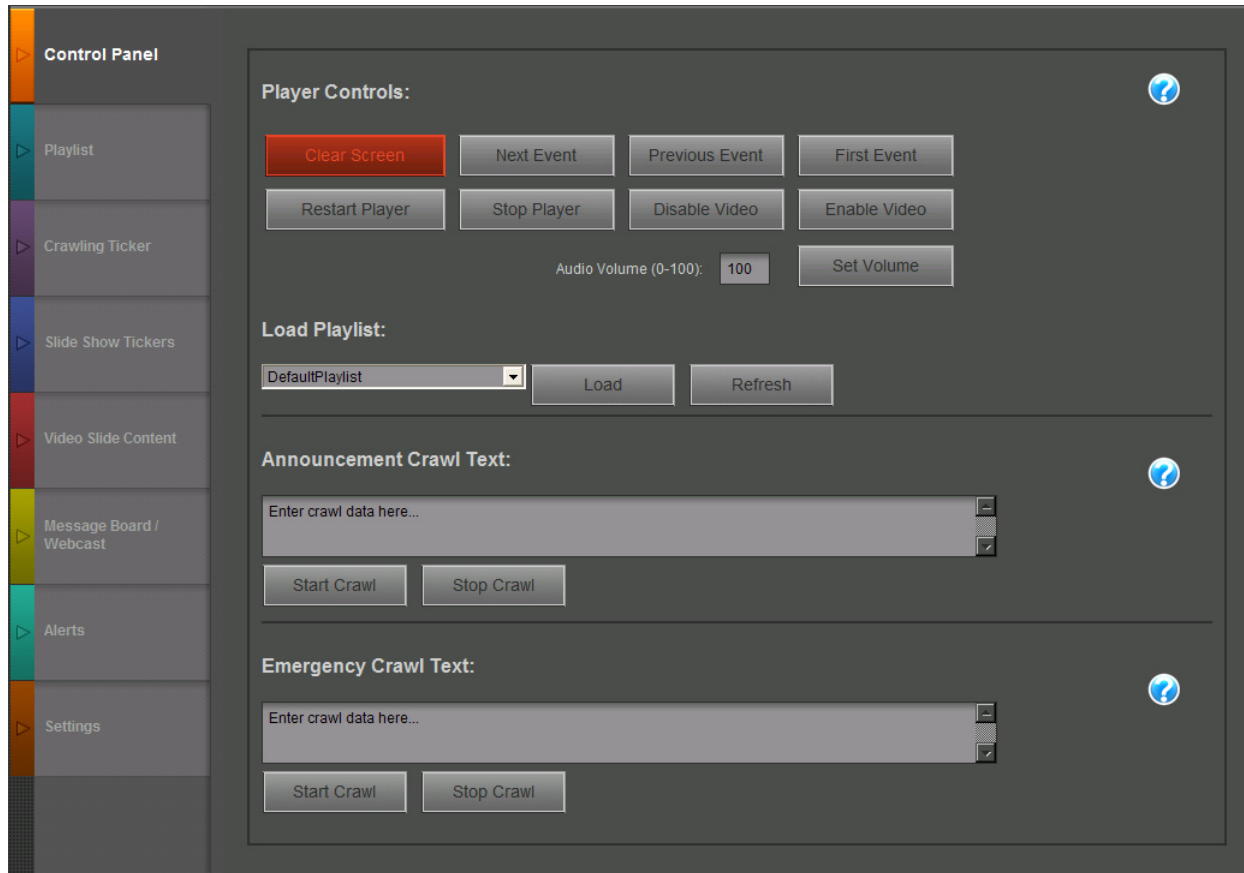 Control Panel
Playlist
Crawling Ticker
Slide Show Tickers
Video Slide Content
Message Board /
Webcast
Alerts
Settings
Player Controls:
?
Clear Screen Next Event Previous Event First Event
Restart Player Stop Player Disable Video Enable Video
Audio Volume (0-100): 100 Set Volume
Load Playlist:
DefaultPlaylist Load Refresh
Announcement Crawl Text:
?
Enter crawl data here...
Start Crawl Stop Crawl
Emergency Crawl Text:
?
Enter crawl data here...
Start Crawl Stop Crawl